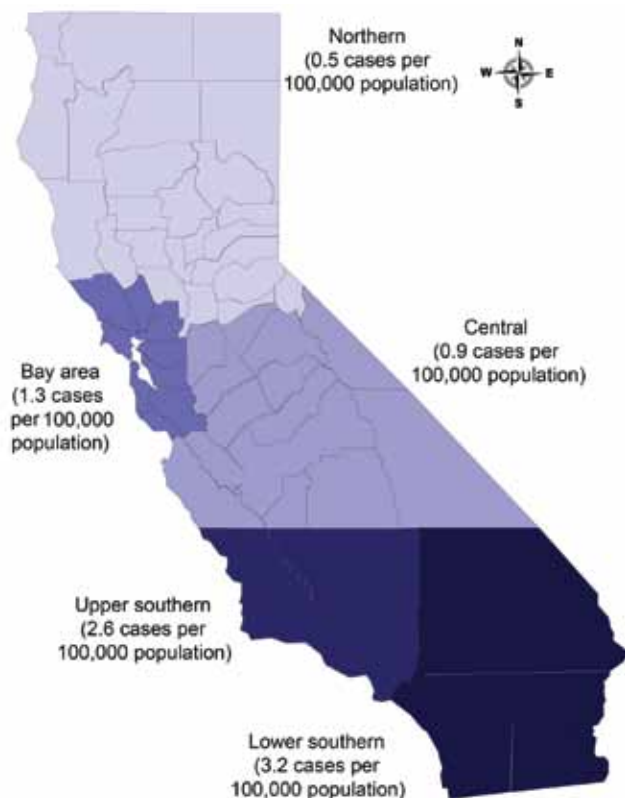 Northern
(0.5 cases per
100,000 population)
N
W E
S
Central
(0.9 cases per
100,000 population)
Bay area
(1.3 cases
per 100,000
population)
Upper southern
(2.6 cases per
100,000 population)
Lower southern
(3.2 cases per
100,000 population)